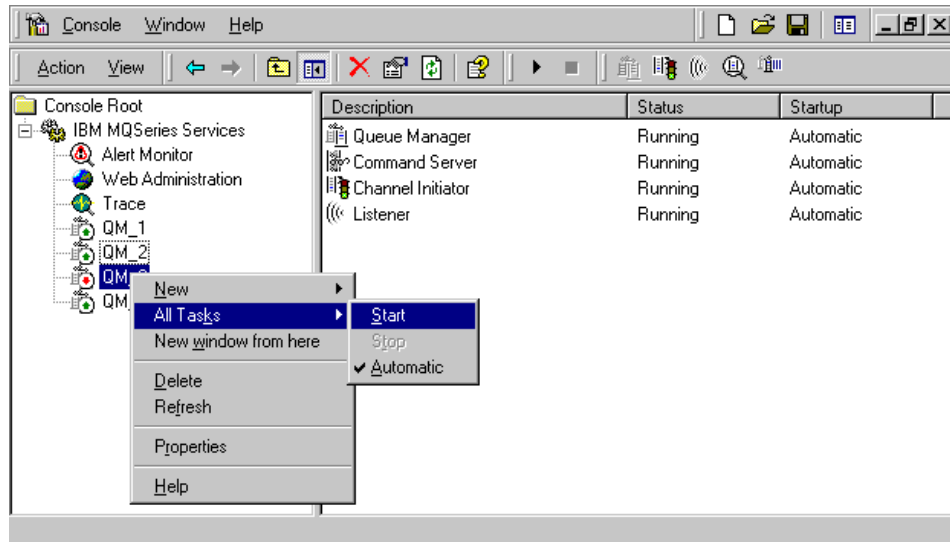 Console Window Help
Action View
Console Root
IBM MQSeries Services
Alert Monitor
Web Administration
Trace
QM_1
QM_2
QM
QM_
Description Status Startup
Queue Manager Running Automatic
Command Server Running Automatic
Channel Initiator Running Automatic
Listener Running Automatic
New
All Tasks
New window from here
Delete
Refresh
Properties
Help
Start
Stop
Automatic